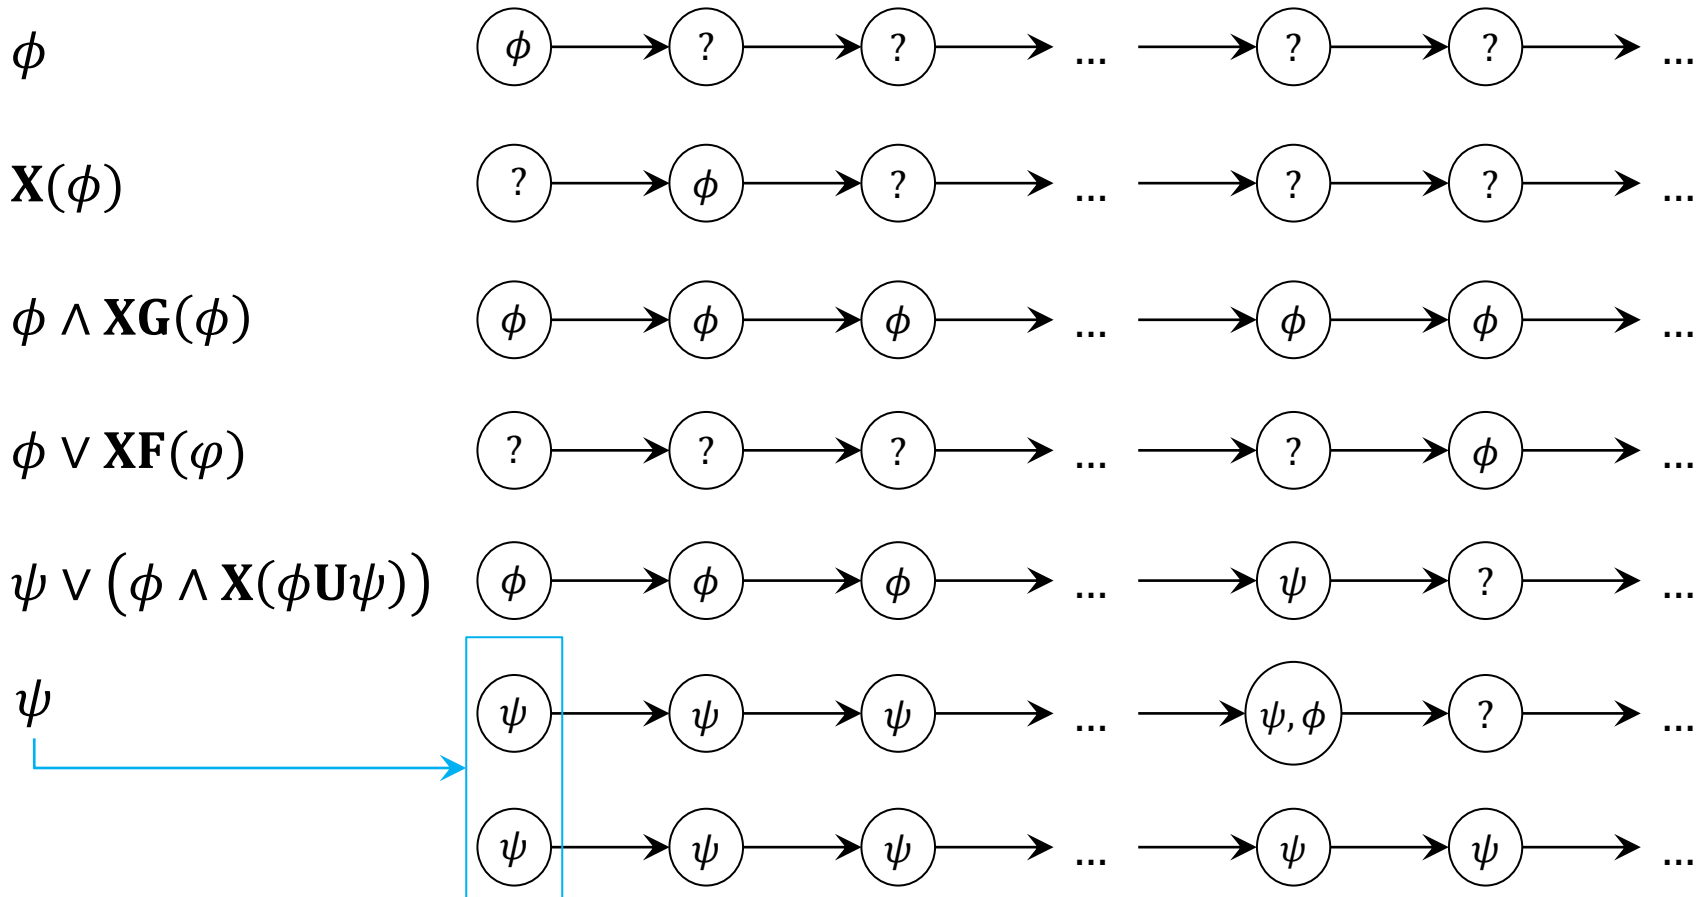 ϕ ϕ ? ? ... ? ? ...
𝐗(ϕ) ? ϕ ? ... ? ? ...
ϕ ∧ 𝐗𝐆(ϕ) ϕ ϕ ϕ ... ϕ ϕ ...
ϕ ∨ 𝐗𝐅(φ) ? ? ? ... ? ϕ ...
ψ ∨ (ϕ ∧ 𝐗(ϕ𝐔ψ)) ϕ ϕ ϕ ... ψ ? ...
ψ ψ ψ ψ ... ψ, ϕ ? ...
ψ ψ ψ ... ψ ψ ...